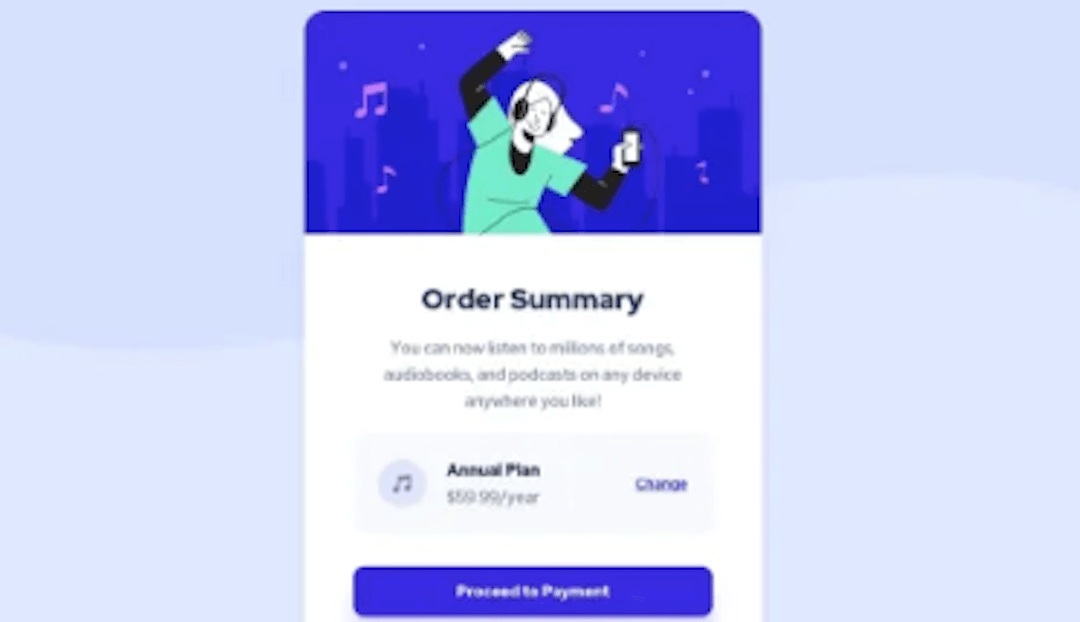 Order Summary
You can now listen to millions of songs,
audiobooks, and podcasts on any device
anywhere you like!
Annual Plan
$59.99/year
Change
Proceed to Payment